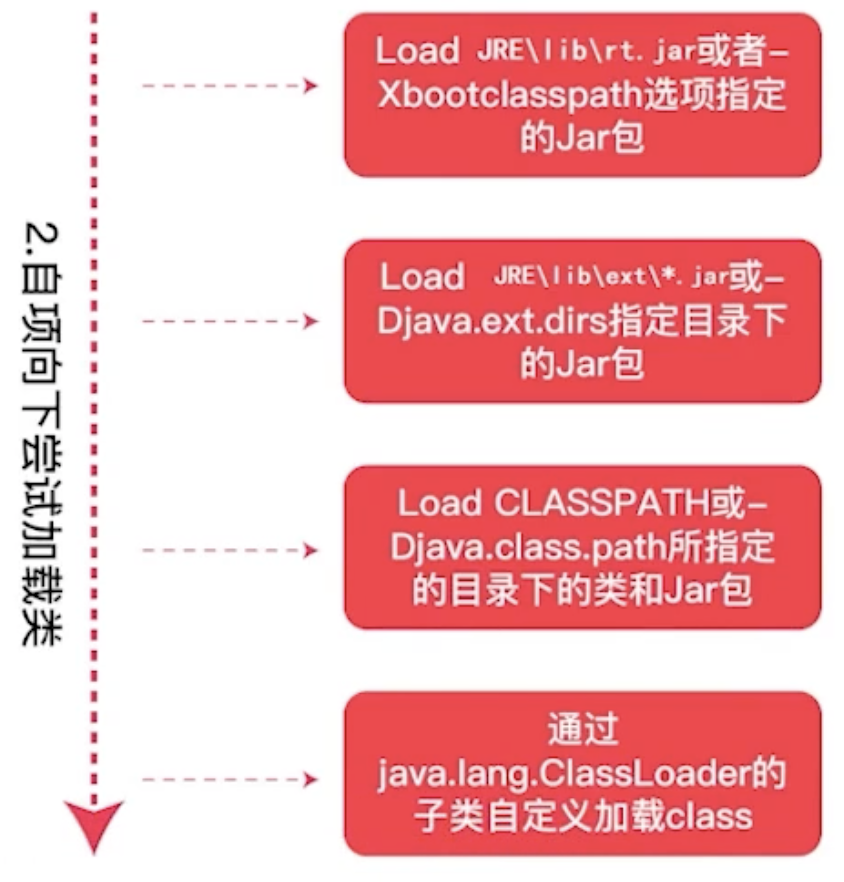 Load JRE\lib\rt.jar或者-
Xbootclasspath选项指定
的Jar包
Load JRE\lib\ext\*.jar或-
Djava.ext.dirs指定目录下
的Jar包
Load CLASSPATH或-
Djava.class.path所指定
的目录下的类和Jar包
通过
java.lang.ClassLoader的
子类自定义加载class
2.自项向下尝试加载类